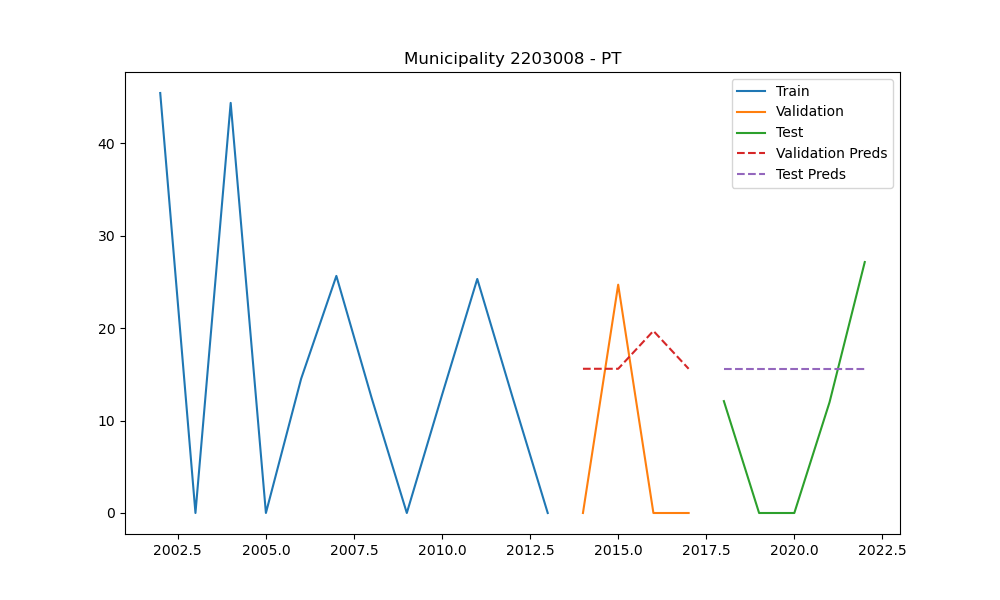 Municipality 2203008 - PT
Train
Validation
Test
Validation Preds
Test Preds
40
30
20
10
0
2002.5 2005.0 2007.5 2010.0 2012.5 2015.0 2017.5 2020.0 2022.5